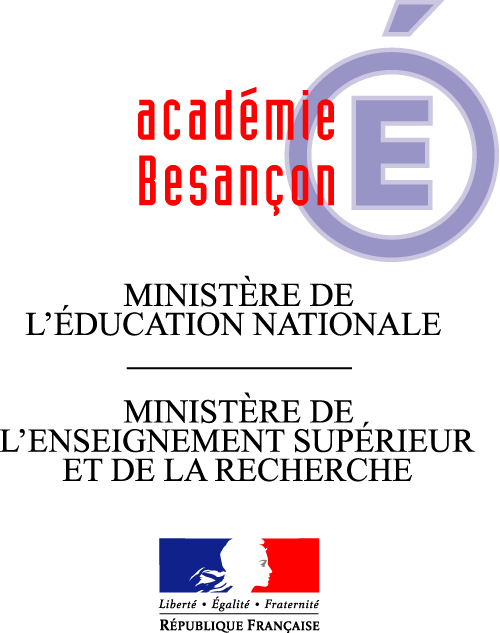 É
académie
Besançon
MINISTÈRE DE
L'ÉDUCATION NATIONALE
MINISTÈRE DE
L'ENSEIGNEMENT SUPÉRIEUR
ET DE LA RECHERCHE
Liberté • Égalité • Fraternité
RÉPUBLIQUE FRANÇAISE